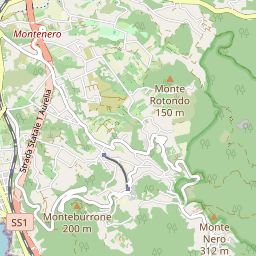 Montenero
Monte
Rotondo
150 m
Strada Statale 1 Aurelia
SS1
Monteburrone
200 m
Monte
Nero
312 m